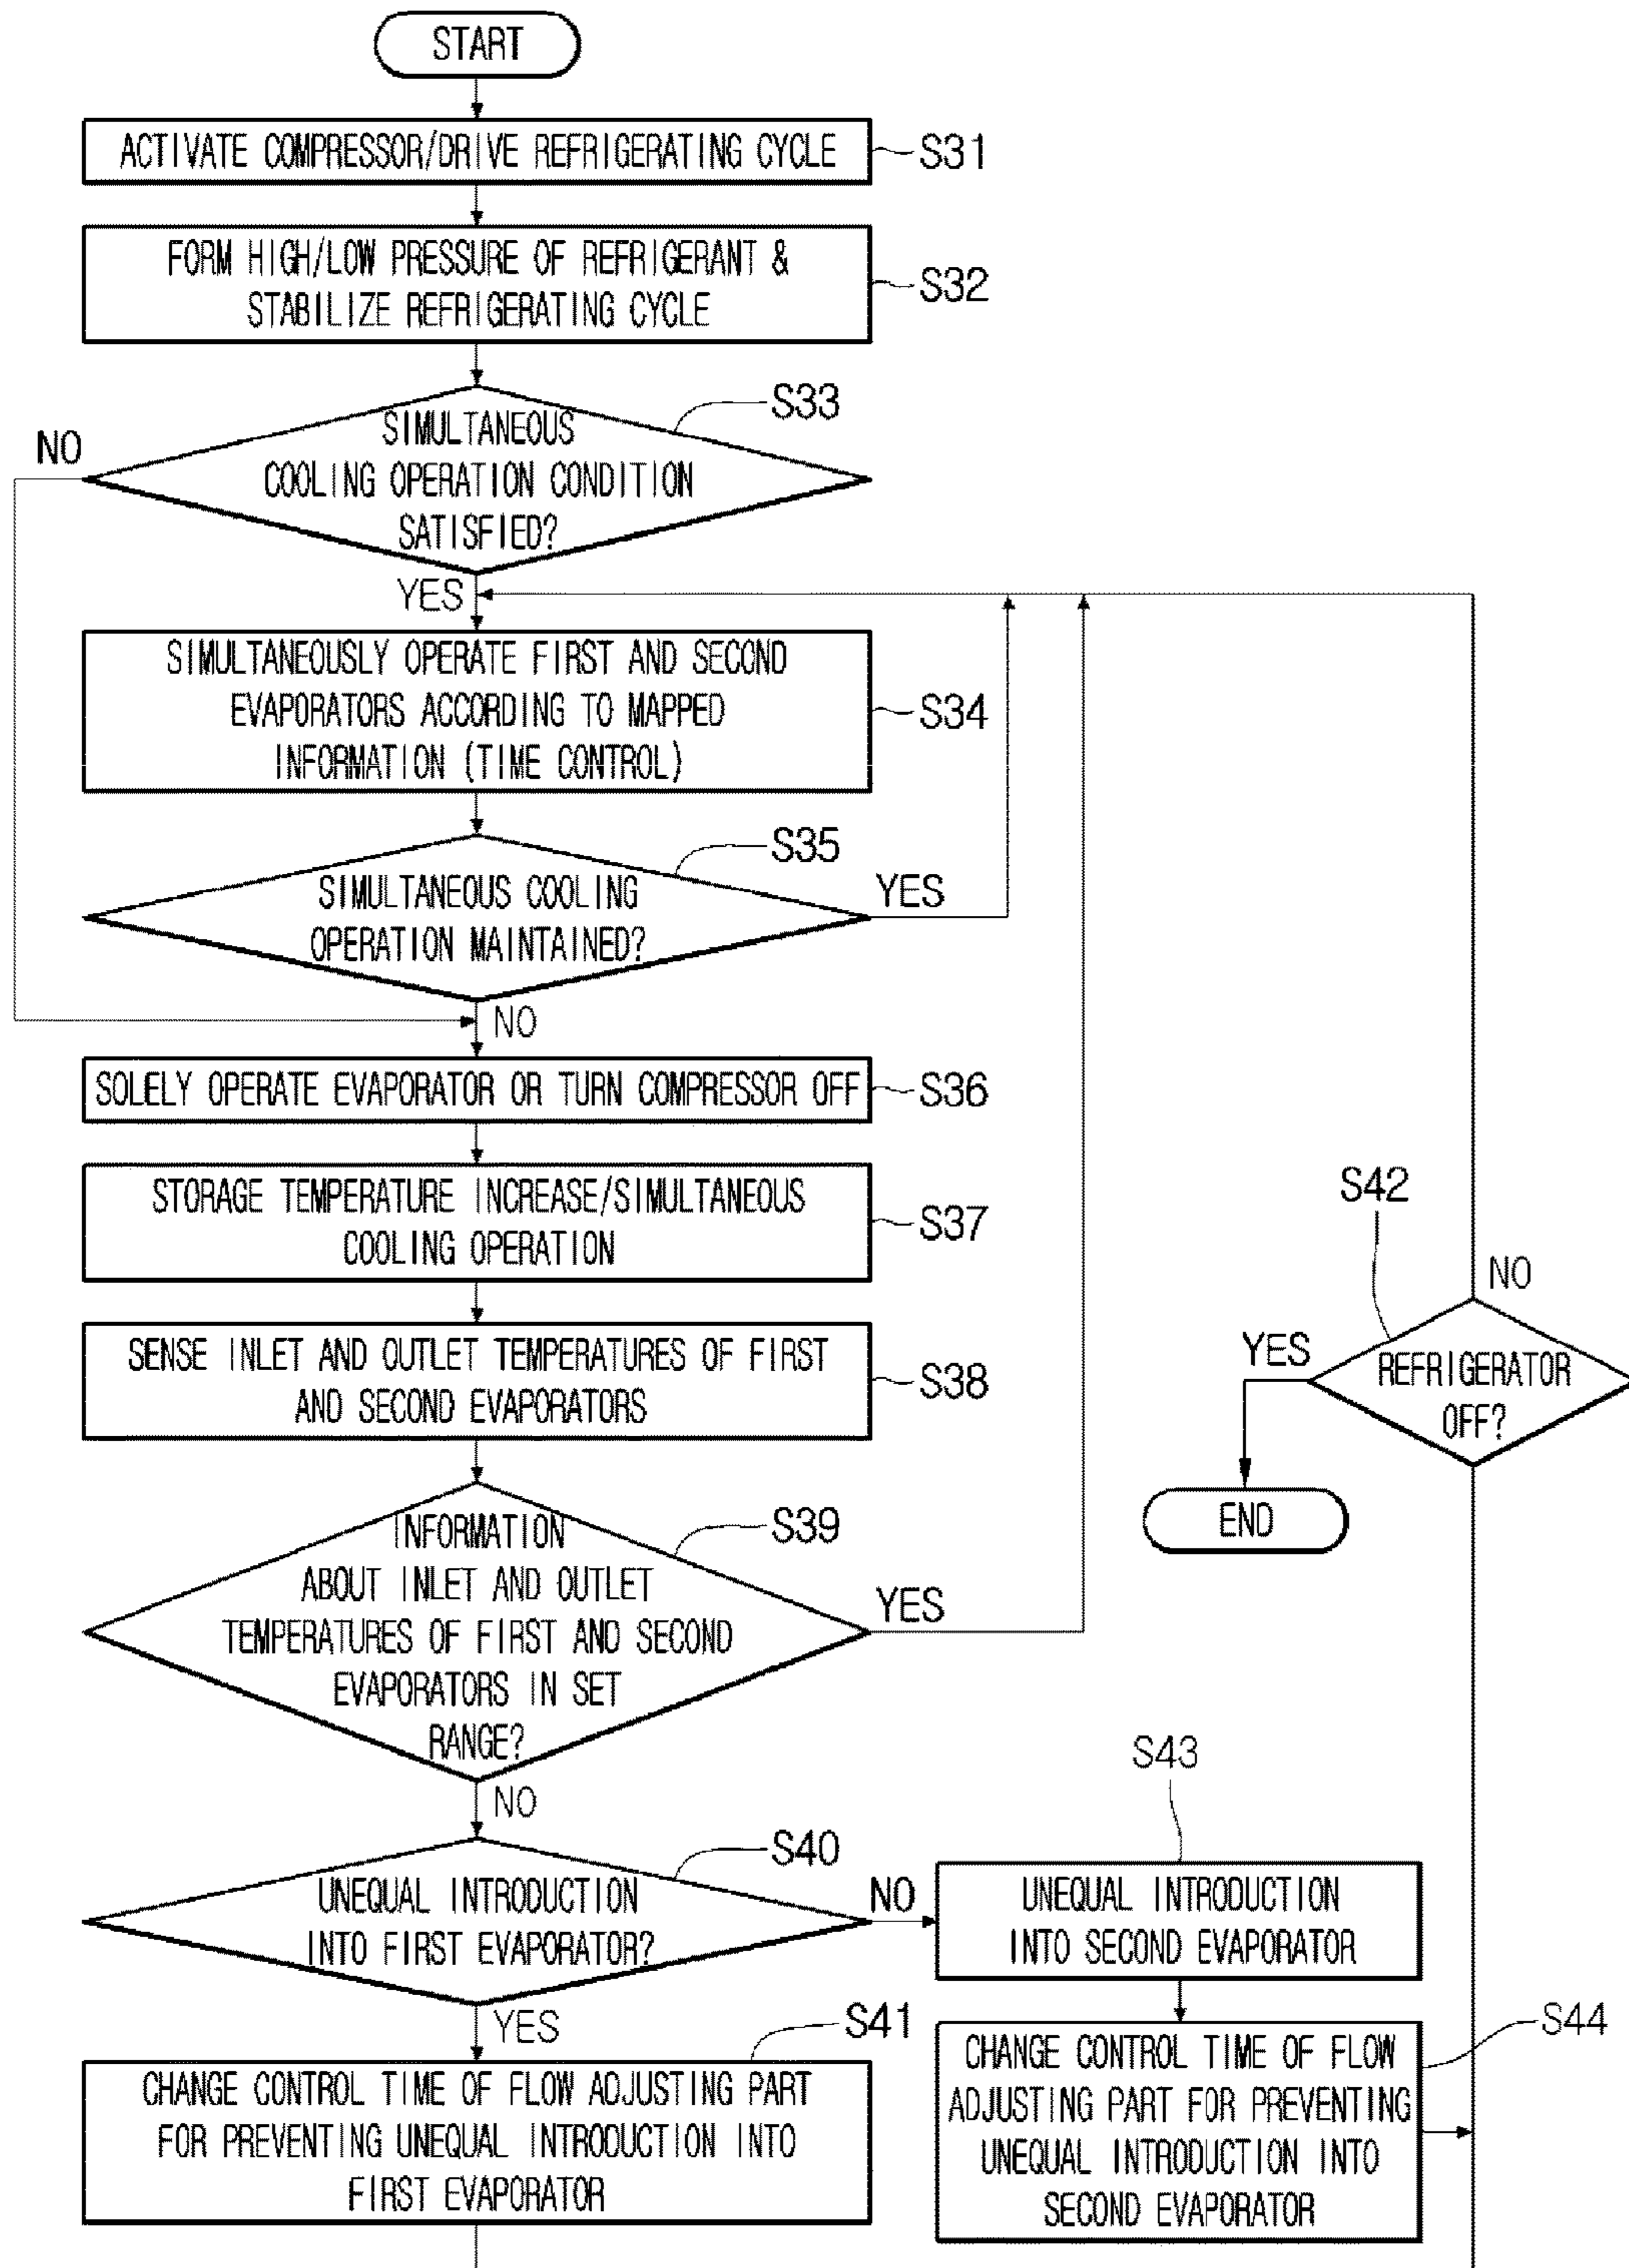 START
ACTIVATE COMPRESSOR/DRIVE REFRIGERATING CYCLE
S31
FORM HIGH/LOW PRESSURE OF REFRIGERANT &
STABILIZE REFRIGERATING CYCLE
S32
S33
SIMULTANEOUS
COOLING OPERATION CONDITION
SATISFIED?
NO
YES
SIMULTANEOUSLY OPERATE FIRST AND SECOND
EVAPORATORS ACCORDING TO MAPPED
INFORMATION (TIME CONTROL)
S34
S35
SIMULTANEOUS COOLING
OPERATION MAINTAINED?
YES
NO
SOLELY OPERATE EVAPORATOR OR TURN COMPRESSOR OFF
S36
STORAGE TEMPERATURE INCREASE/SIMULTANEOUS
COOLING OPERATION
S37
SENSE INLET AND OUTLET TEMPERATURES OF FIRST
AND SECOND EVAPORATORS
S38
S42
NO
YES
REFRIGERATOR
OFF?
END
S39
INFORMATION
ABOUT INLET AND OUTLET
TEMPERATURES OF FIRST AND SECOND
EVAPORATORS IN SET
RANGE?
YES
NO
S40
UNEQUAL INTRODUCTION
INTO FIRST EVAPORATOR?
NO
YES
S43
UNEQUAL INTRODUCTION
INTO SECOND EVAPORATOR
S41
CHANGE CONTROL TIME OF FLOW ADJUSTING PART
FOR PREVENTING UNEQUAL INTRODUCTION INTO
FIRST EVAPORATOR
S44
CHANGE CONTROL TIME OF FLOW
ADJUSTING PART FOR PREVENTING
UNEQUAL INTRODUCTION INTO
SECOND EVAPORATOR